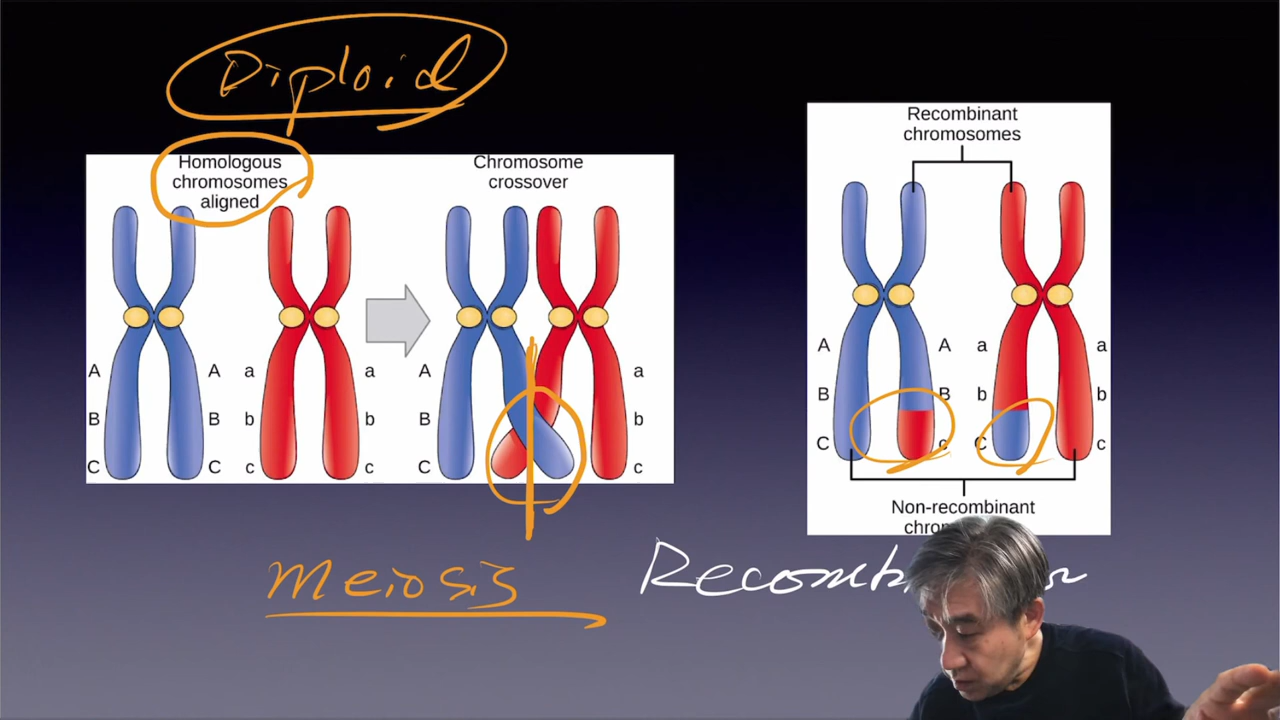 Diploid
Homologous
chromosomes
aligned
Chromosome
crossover
A A a a
B B b b
C C c c
A a
B b
C c
Meiosis
Recombinant
chromosomes
A A a a
B B b b
C c C c
Non-recombinant